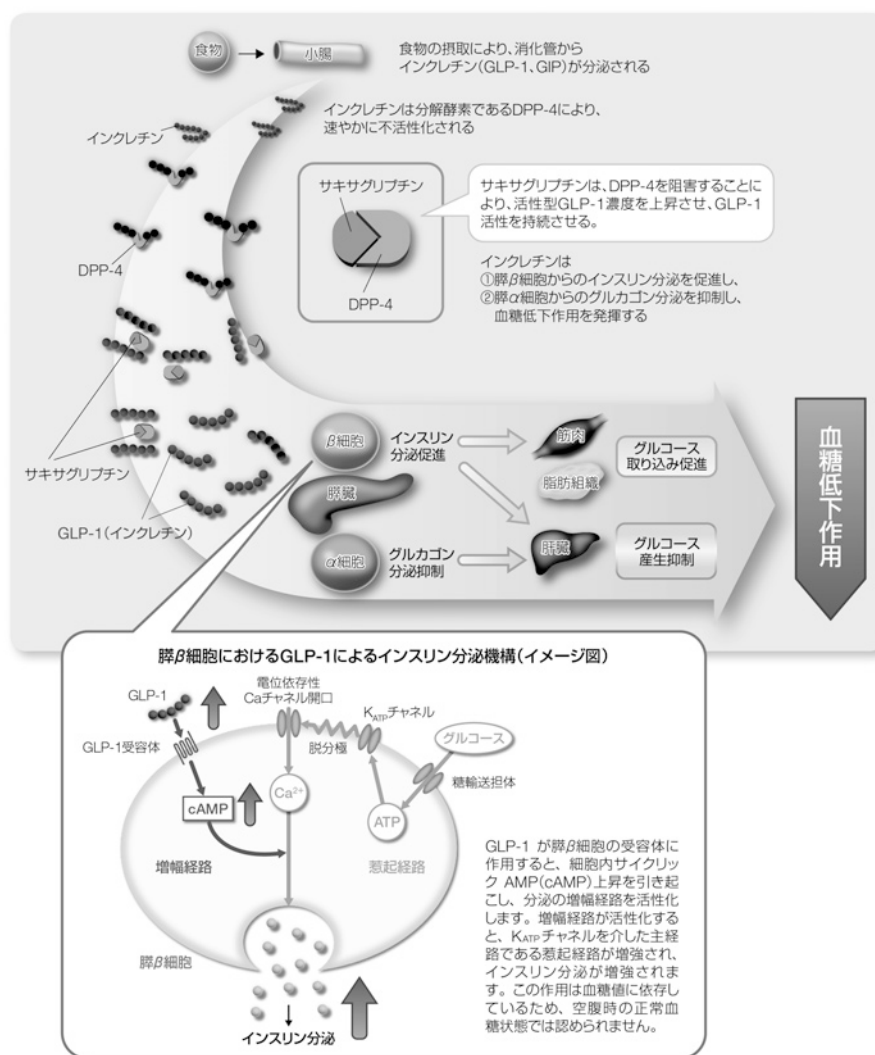 食物
小腸
食物の摂取により、消化管から
インクレチン(GLP-1、GIP)が分泌される
インクレチンは分解酵素であるDPP-4により、
速やかに不活性化される
インクレチン
DPP-4
サキサグリプチン
DPP-4
サキサグリプチンは、DPP-4を阻害することに
より、活性型GLP-1濃度を上昇させ、GLP-1
活性を持続させる。
インクレチンは
①膵β細胞からのインスリン分泌を促進し、
②膵α細胞からのグルカゴン分泌を抑制し、
血糖低下作用を発揮する
サキサグリプチン
GLP-1(インクレチン)
β細胞
インスリン
分泌促進
膵臓
α細胞
グルカゴン
分泌抑制
筋肉
脂肪組織
肝臓
グルコース
取り込み促進
グルコース
産生抑制
血糖低下作用
膵β細胞におけるGLP-1によるインスリン分泌機構(イメージ図)
GLP-1
GLP-1受容体
cAMP
増幅経路
電位依存性
Caチャネル開口
Ca²⁺
脱分極
KATPチャネル
グルコース
糖輸送担体
ATP
惹起経路
膵β細胞
インスリン分泌
GLP-1 が膵β細胞の受容体に
作用すると、細胞内サイクリッ
ク AMP(cAMP)上昇を引き起
こし、分泌の増幅経路を活性化
します。増幅経路が活性化する
と、KATPチャネルを介した主経
路である惹起経路が増強され、
インスリン分泌が増強されま
す。この作用は血糖値に依存し
ているため、空腹時の正常血
糖状態では認められません。